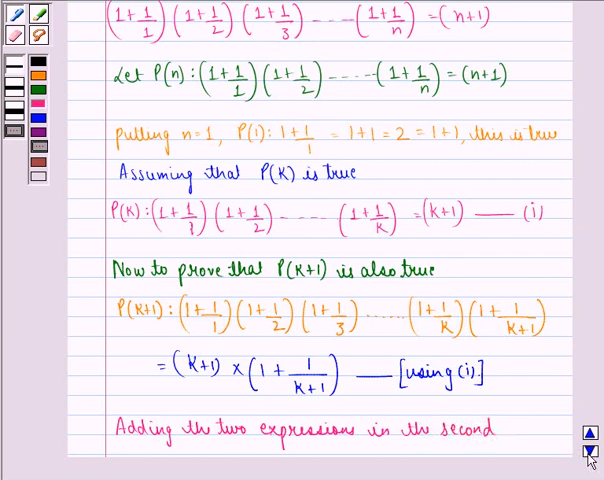 (1+1/1) (1+1/2) (1+1/3) ...... (1+1/n) = (n+1)
Let P(n) : (1+1/1) (1+1/2) ...... (1+1/n) = (n+1)
putting n=1, P(1) : 1+1/1 = 1+1 = 2 = 1+1, this is true
Assuming that P(K) is true
P(K) : (1+1/1) (1+1/2) ...... (1+1/K) = (K+1) —— (i)
Now to prove that P(K+1) is also true
P(K+1) : (1+1/1) (1+1/2) (1+1/3) ...... (1+1/K) (1+1/K+1)
= (K+1) × (1+1/K+1) —— [using (i).]
Adding the two expressions in the second